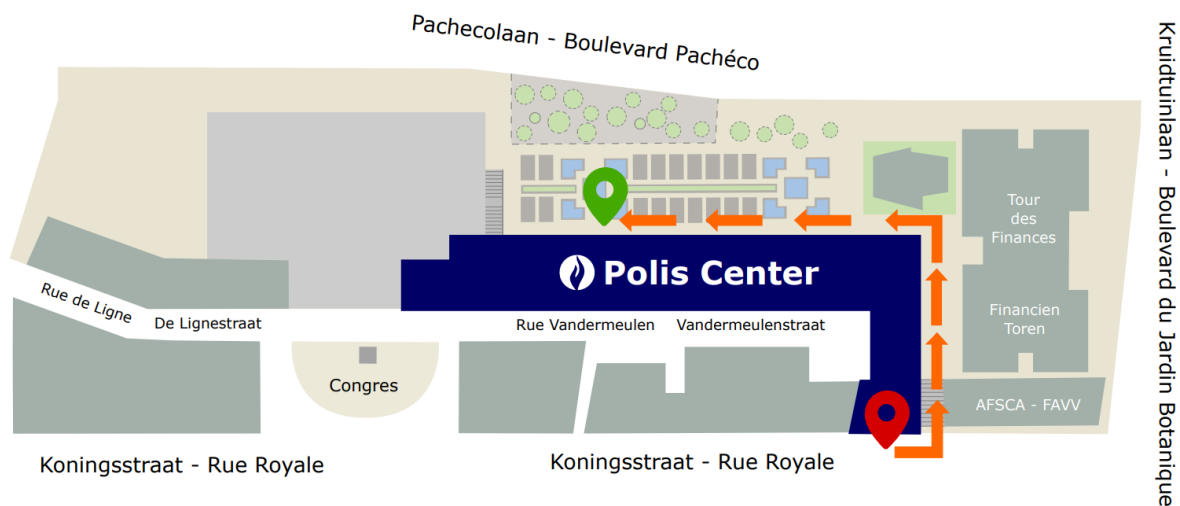 Pachecolaan - Boulevard Pachéco
Kruidtuinlaan - Boulevard du Jardin Botanique
Tour
des
Finances
Polis Center
Rue de Ligne
De Lignestraat
Rue Vandermeulen
Vandermeulenstraat
Financien
Toren
Congres
AFSCA - FAVV
Koningsstraat - Rue Royale
Koningsstraat - Rue Royale